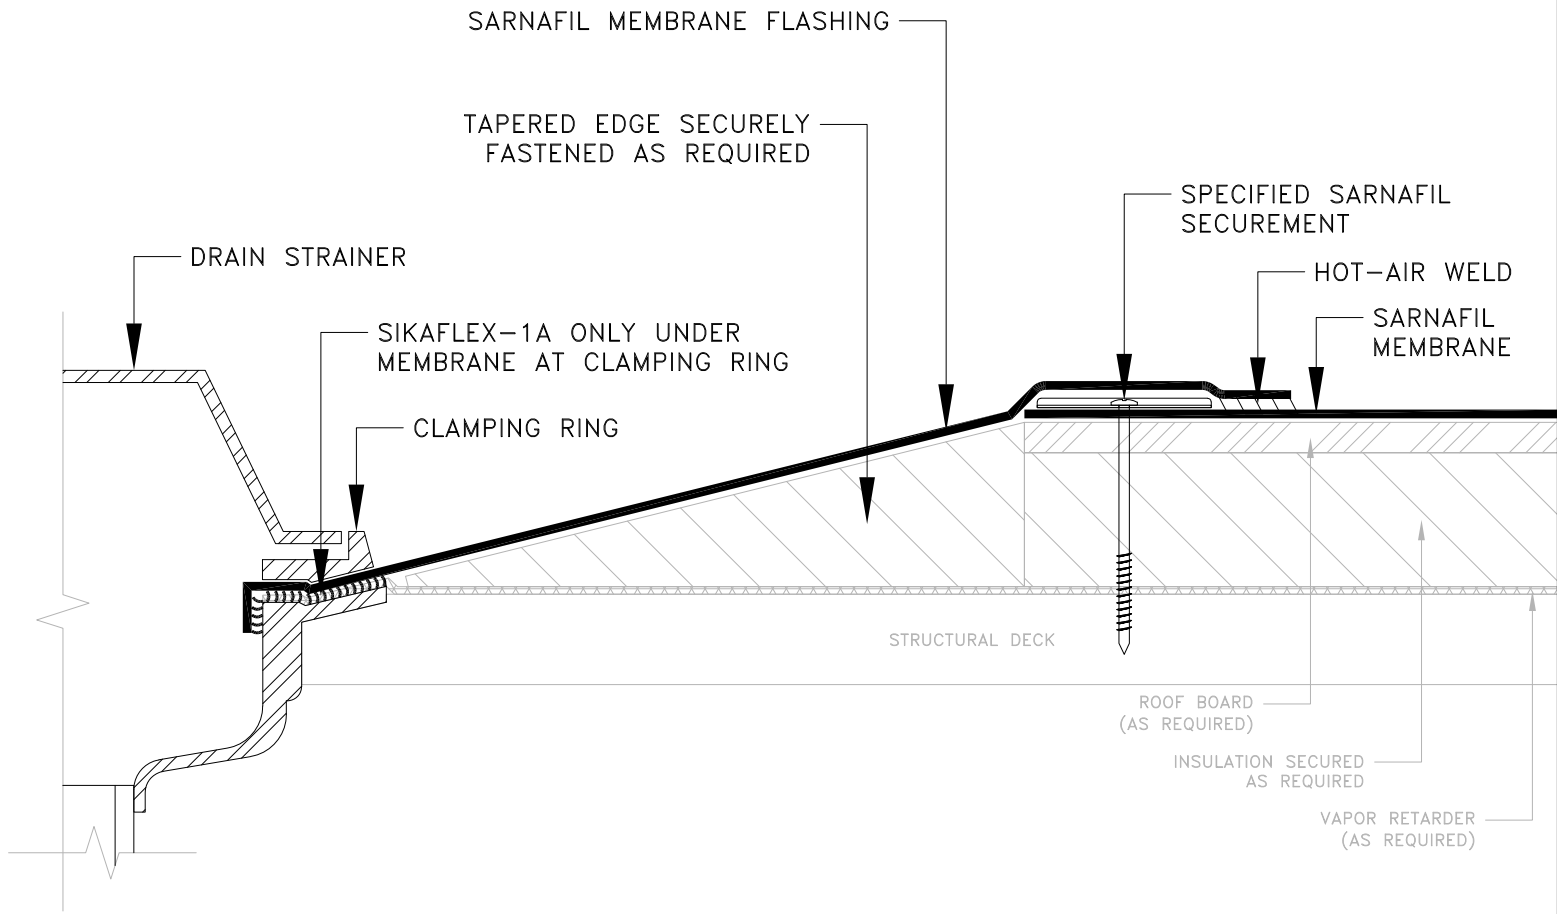 SARNAFIL MEMBRANE FLASHING
TAPERED EDGE SECURELY
FASTENED AS REQUIRED
SPECIFIED SARNAFIL
SECUREMENT
DRAIN STRAINER
HOT-AIR WELD
SARNAFIL
MEMBRANE
SIKAFLEX-1A ONLY UNDER
MEMBRANE AT CLAMPING RING
CLAMPING RING
STRUCTURAL DECK
ROOF BOARD
(AS REQUIRED)
INSULATION SECURED
AS REQUIRED
VAPOR RETARDER
(AS REQUIRED)